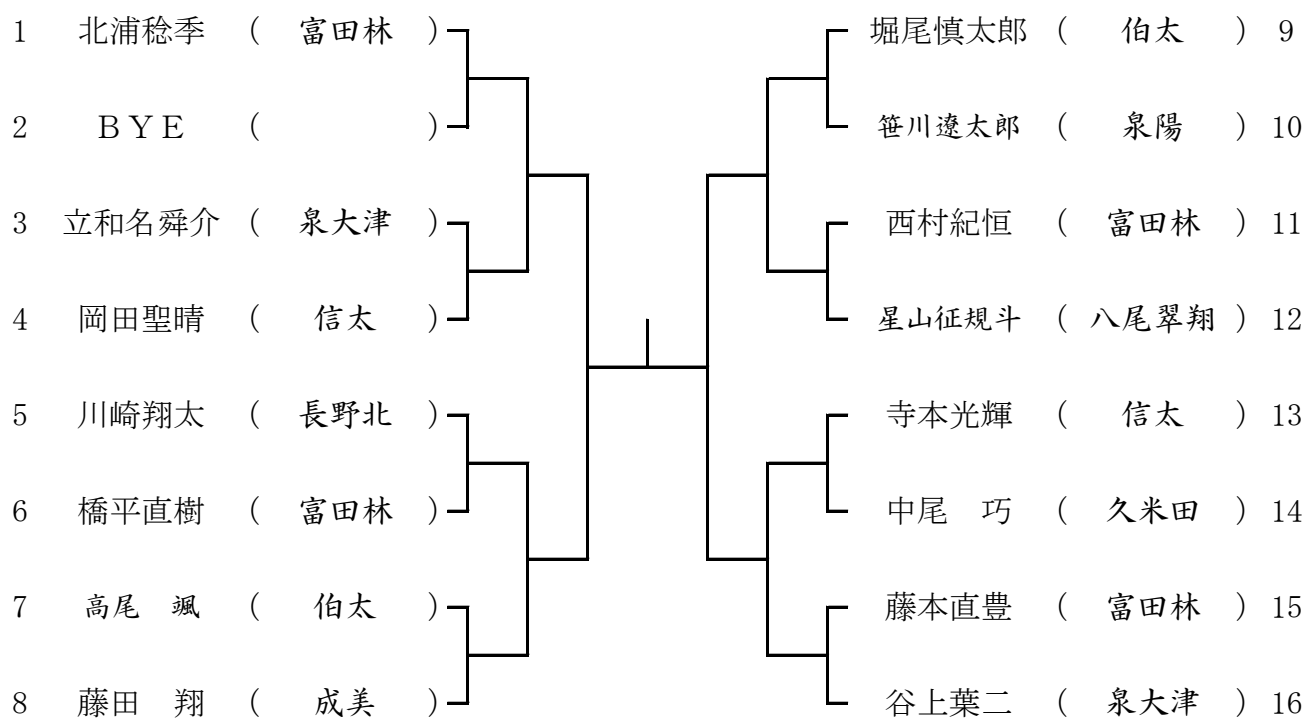 1 北浦稔季 ( 富田林 )
2 ＢＹＥ ( )
3 立和名舜介 ( 泉大津 )
4 岡田聖晴 ( 信太 )
5 川崎翔太 ( 長野北 )
6 橋平直樹 ( 富田林 )
7 高尾　颯 ( 伯太 )
8 藤田　翔 ( 成美 )
堀尾慎太郎 ( 伯太 ) 9
笹川遼太郎 ( 泉陽 ) 10
西村紀恒 ( 富田林 ) 11
星山征規斗 ( 八尾翠翔 ) 12
寺本光輝 ( 信太 ) 13
中尾　巧 ( 久米田 ) 14
藤本直豊 ( 富田林 ) 15
谷上葉二 ( 泉大津 ) 16